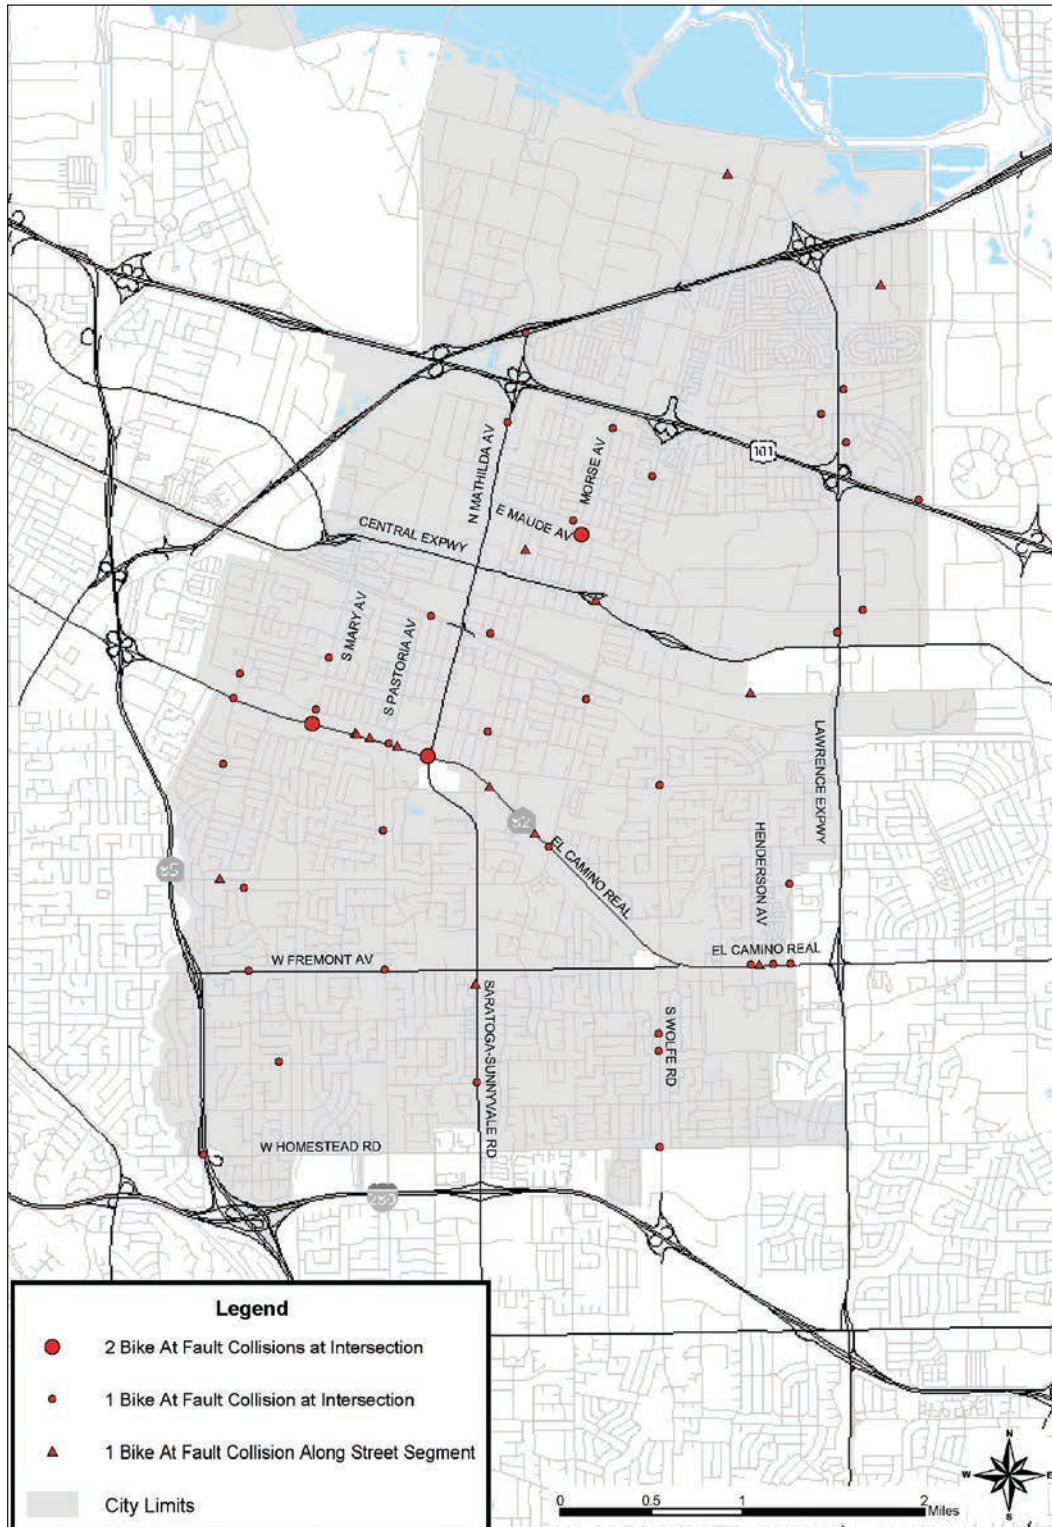 101
N MATHILDA AV
MORSE AV
E MAUDE AV
CENTRAL EXPWY
S MARY AV
S PASTORIA AV
LAWRENCE EXPWY
82
HENDERSON AV
EL CAMINO REAL
85
EL CAMINO REAL
W FREMONT AV
SARATOGA-SUNNYVALE RD
S WOLFE RD
W HOMESTEAD RD
Legend
2 Bike At Fault Collisions at Intersection
1 Bike At Fault Collision at Intersection
1 Bike At Fault Collision Along Street Segment
City Limits
0 0.5 1 2
Miles
N
W E
S